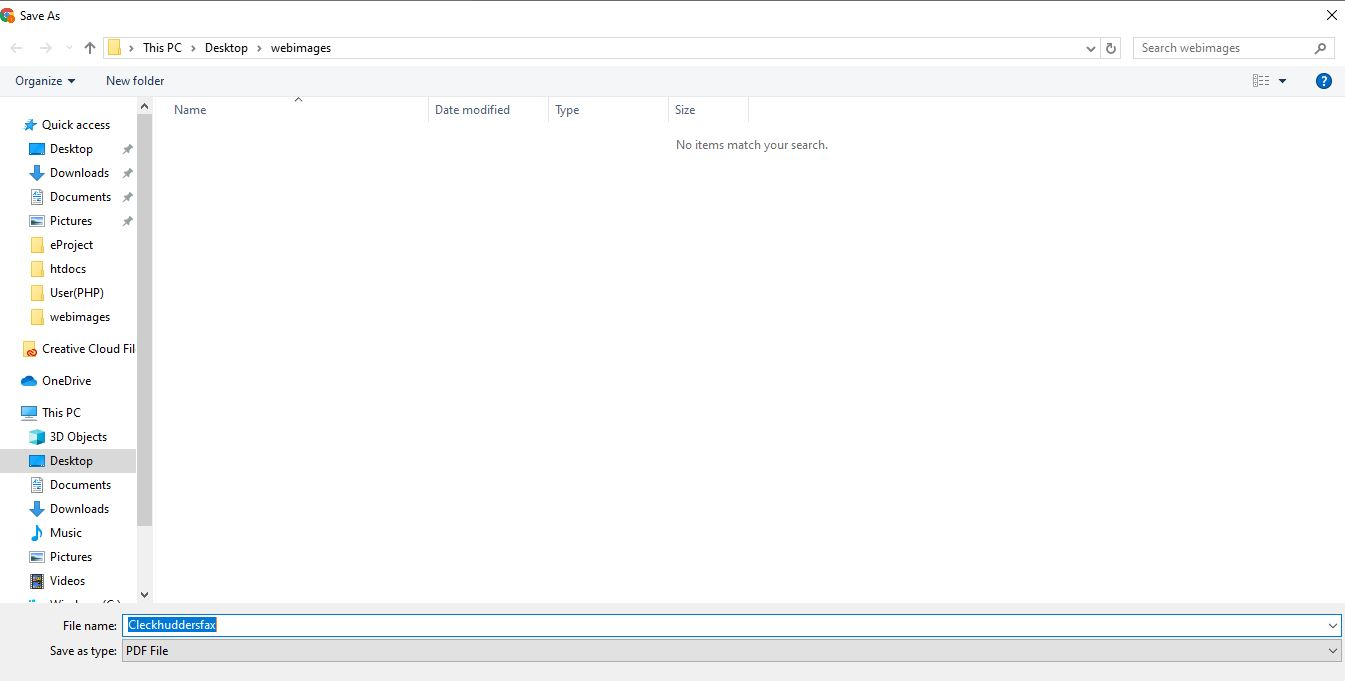 Save As
This PC > Desktop > webimages
Search webimages
Organize
New folder
?
Name
Date modified
Type
Size
No items match your search.
Quick access
Desktop
Downloads
Documents
Pictures
eProject
htdocs
User(PHP)
webimages
Creative Cloud Fil
OneDrive
This PC
3D Objects
Desktop
Documents
Downloads
Music
Pictures
Videos
File name: Cleckhuddersfax
Save as type: PDF File